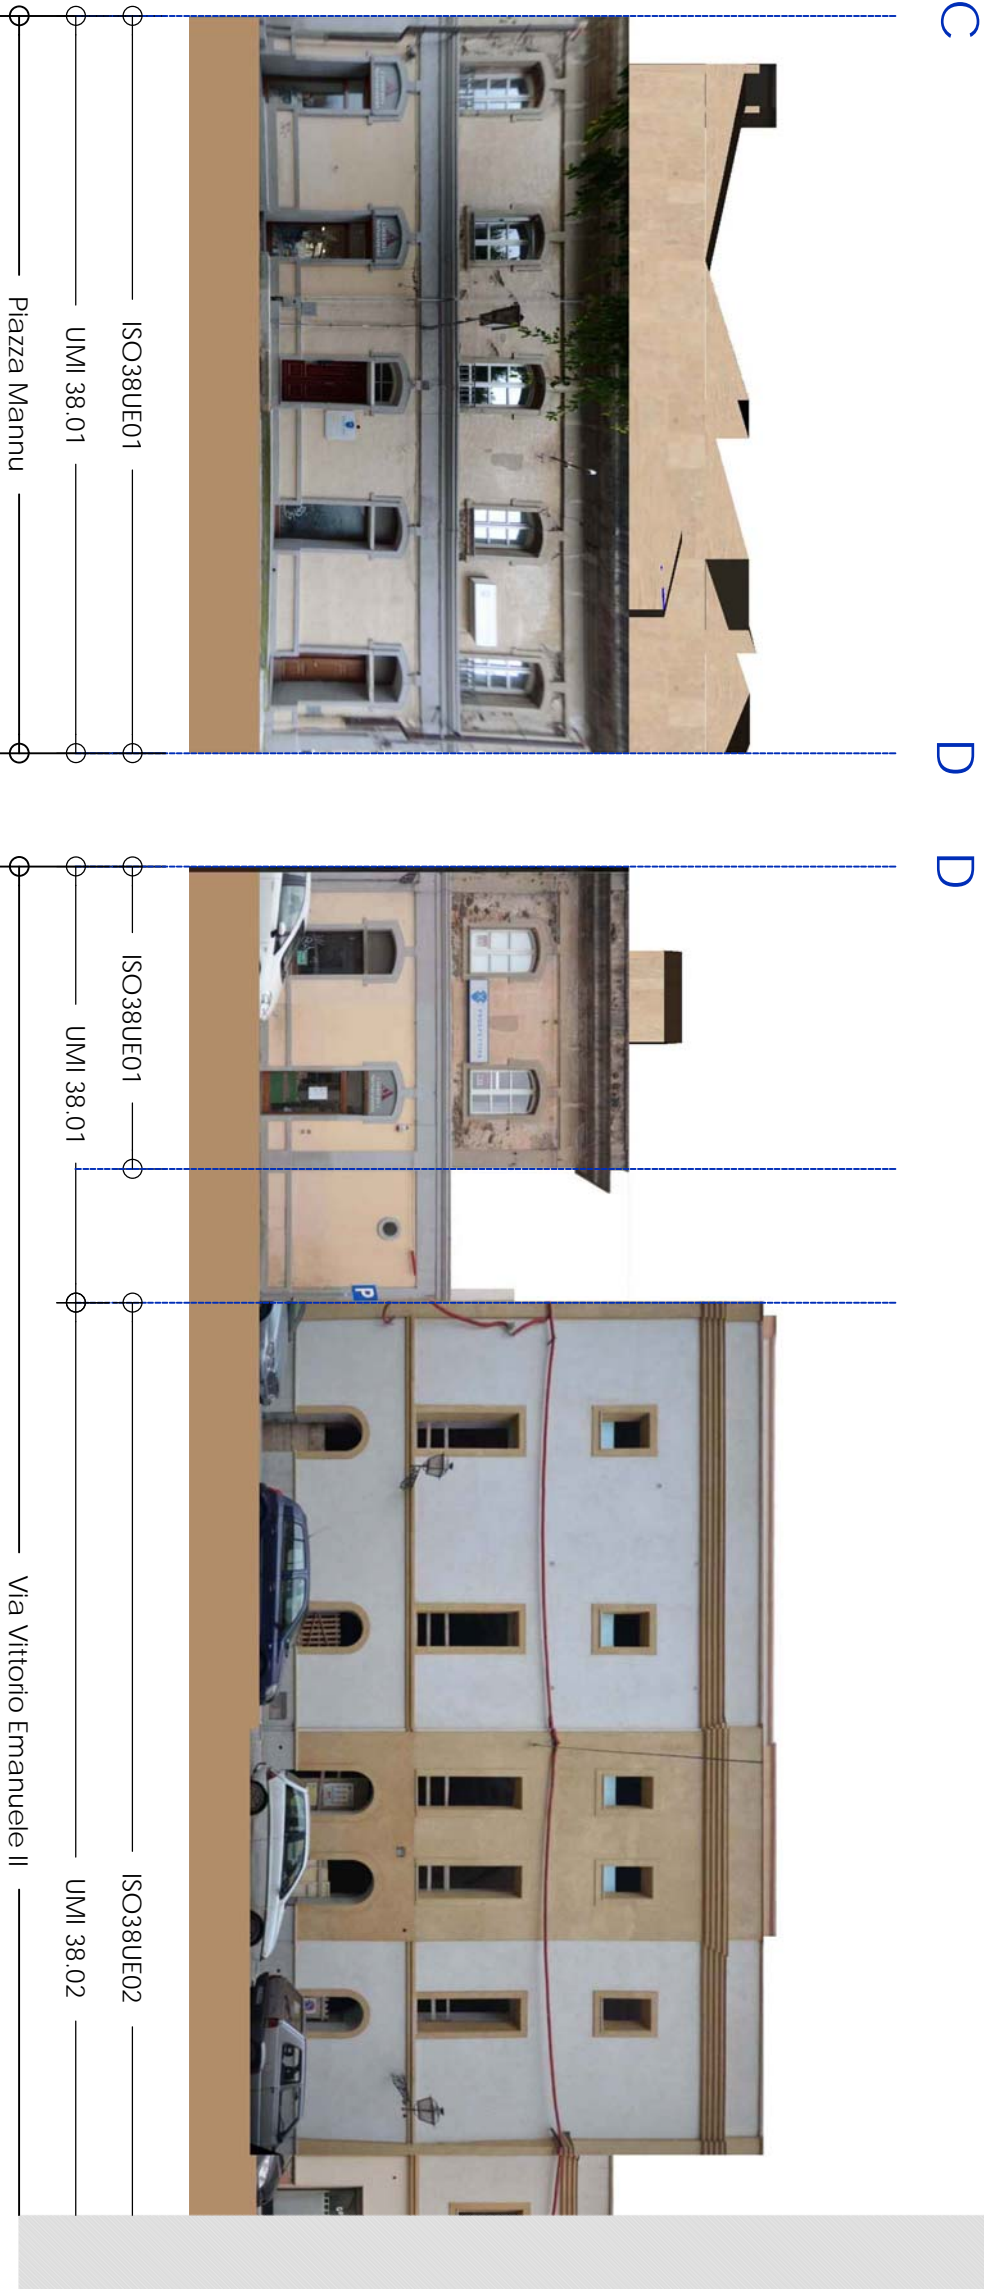 C
D
D
ISO38UE01
UMI 38.01
Piazza Mannu
ISO38UE01
UMI 38.01
ISO38UE02
UMI 38.02
Via Vittorio Emanuele II
P